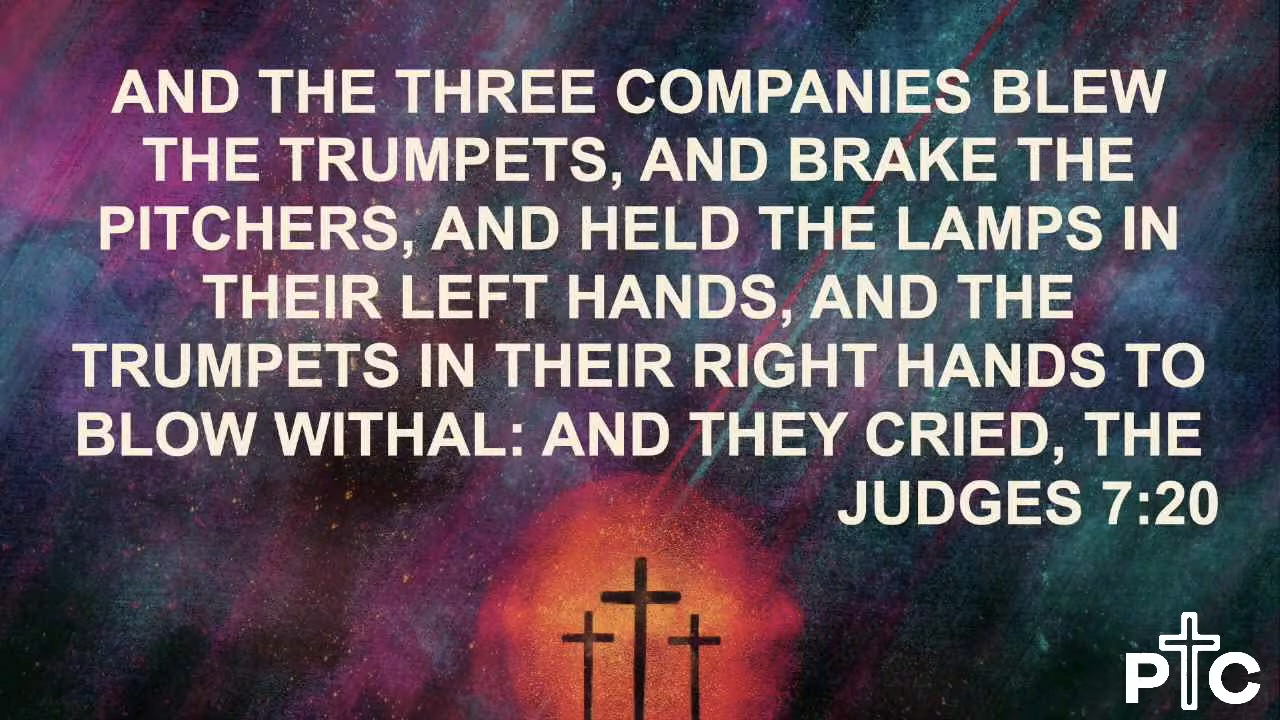 AND THE THREE COMPANIES BLEW
THE TRUMPETS, AND BRAKE THE
PITCHERS, AND HELD THE LAMPS IN
THEIR LEFT HANDS, AND THE
TRUMPETS IN THEIR RIGHT HANDS TO
BLOW WITHAL: AND THEY CRIED, THE
JUDGES 7:20
PTC